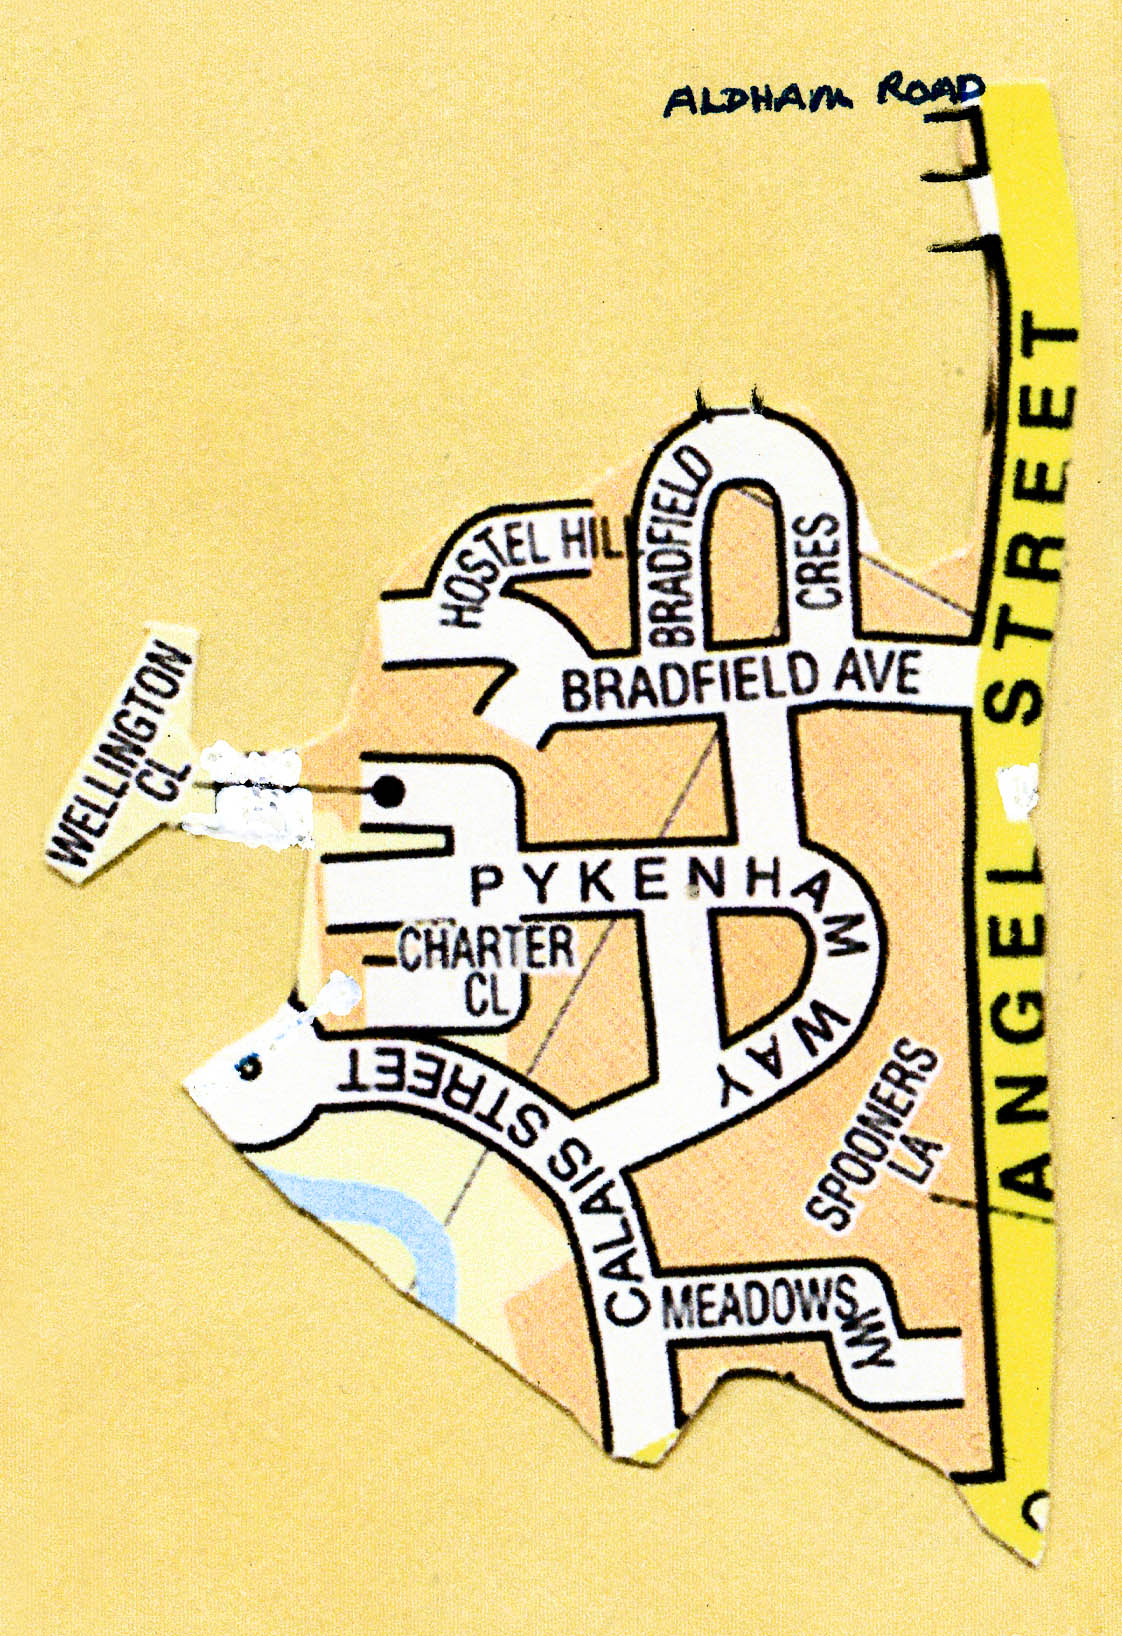 WELLINGTON
CL
CALAIS STREET
CHARTER
CL
PYKENHAM WAY
HOSTEL HILL
BRADFIELD AVE
BRADFIELD
CRES
MEADOWS
WY
SPOONERS
LA
ALDHAM ROAD
ANGEL STREET